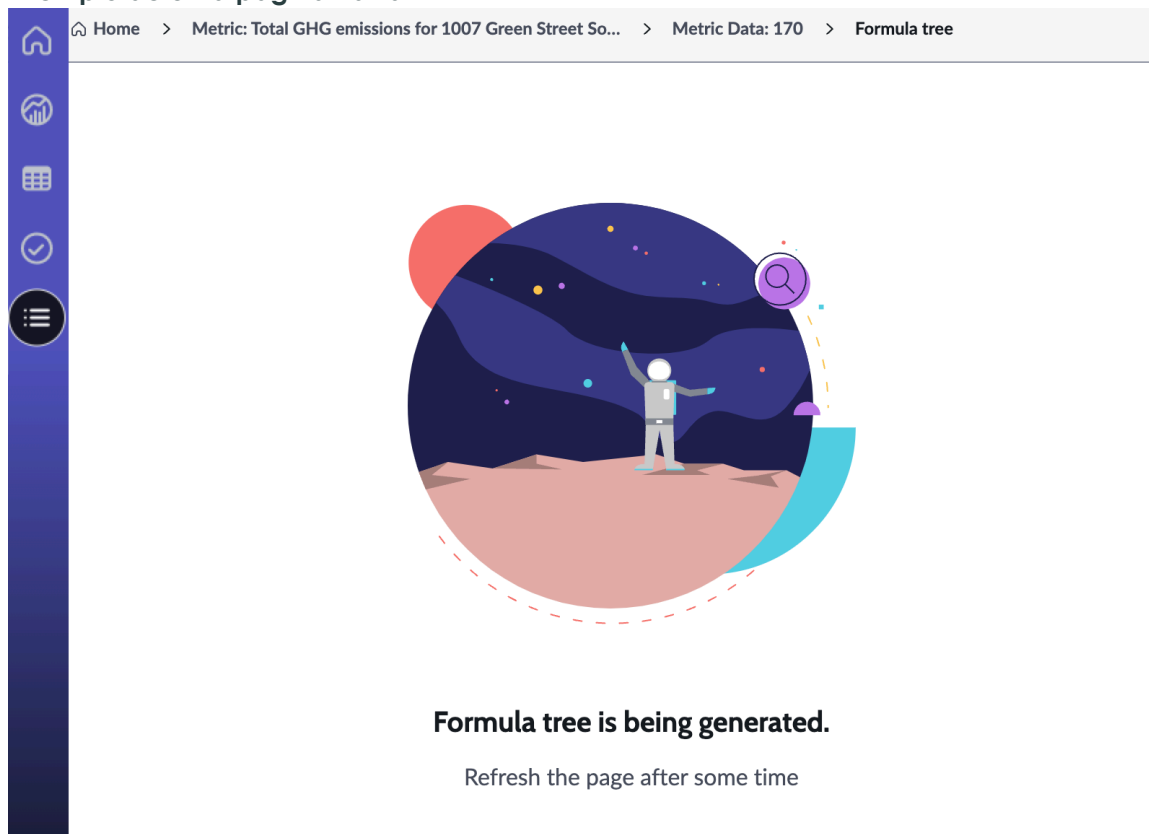 Home > Metric: Total GHG emissions for 1007 Green Street So... > Metric Data: 170 > Formula tree
Formula tree is being generated.
Refresh the page after some time